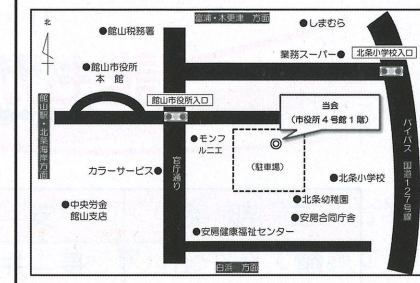 富浦・木更津 方面
北
●館山税務署
●しまむら
業務スーパー●
北条小学校入口
●館山市役所
本 館
館山市役所入口
当会
(市役所4号館1階)
館山駅・北条海岸方面
●モンフ
ルニエ
(駐車場)
カラーサービス●
官庁通り
●北条小学校
バイパス 国道127号線
●中央労金
館山支店
●北条幼稚園
●安房合同庁舎
●安房健康福祉センター
白浜 方面